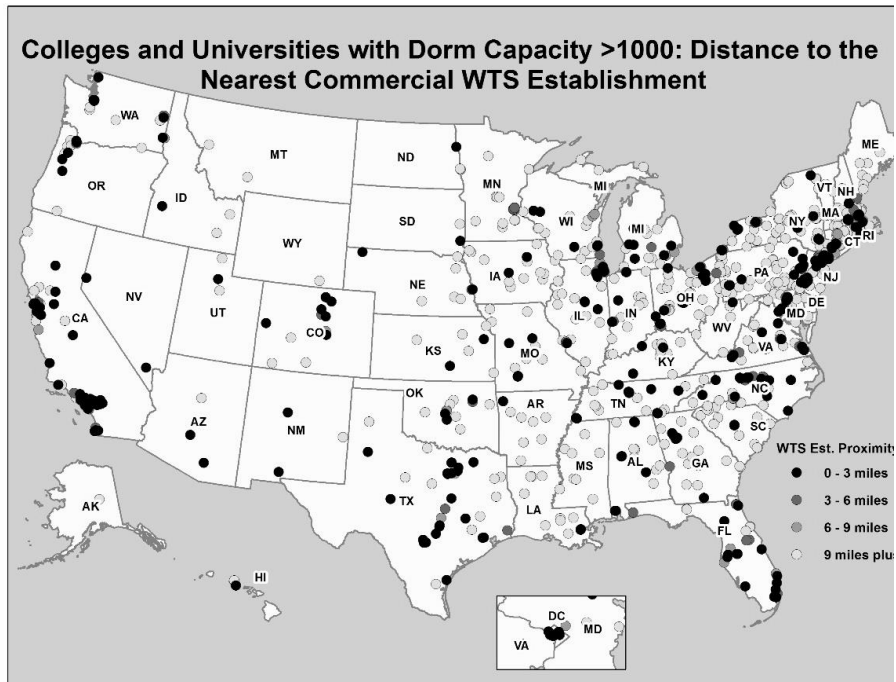 Colleges and Universities with Dorm Capacity >1000: Distance to the
Nearest Commercial WTS Establishment
WA
MT
ND
MN
MI
ME
VT
NH
OR
ID
WY
SD
WI
MI
NY
MA
CT
RI
NV
UT
NE
IA
IL
IN
OH
PA
NJ
DE
MD
CA
CO
KS
MO
KY
WV
VA
AZ
NM
OK
AR
TN
NC
SC
TX
LA
MS
AL
GA
FL
AK
HI
WTS Est. Proximity
0 - 3 miles
3 - 6 miles
6 - 9 miles
9 miles plus
DC
VA
MD